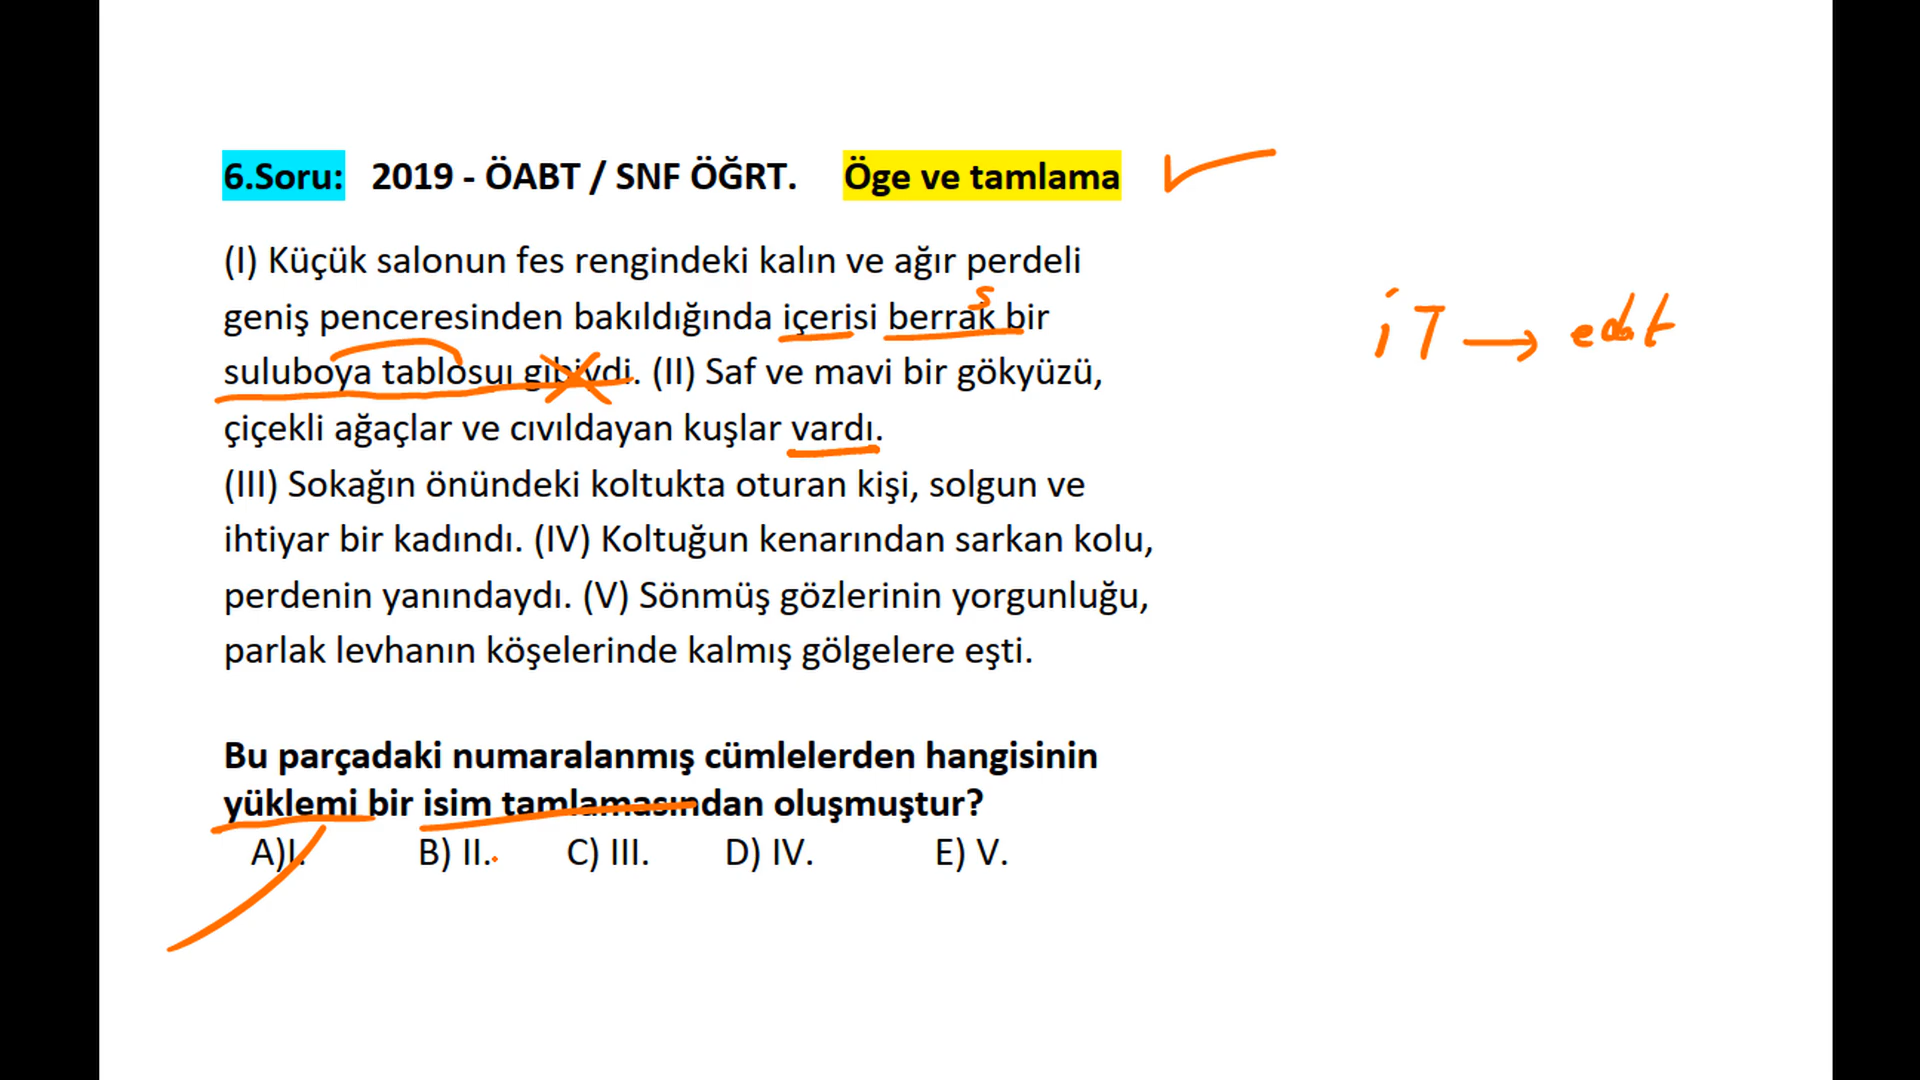 6.Soru: 2019 - ÖABT / SNF ÖĞRT. Öge ve tamlama
(I) Küçük salonun fes rengindeki kalın ve ağır perdeli
geniş penceresinden bakıldığında içerisi berrak bir
s
suluboya tablosuı gibiydi. (II) Saf ve mavi bir gökyüzü,
çiçekli ağaçlar ve cıvıldayan kuşlar vardı.
(III) Sokağın önündeki koltukta oturan kişi, solgun ve
ihtiyar bir kadındı. (IV) Koltuğun kenarından sarkan kolu,
perdenin yanındaydı. (V) Sönmüş gözlerinin yorgunluğu,
parlak levhanın köşelerinde kalmış gölgelere eşti.
Bu parçadaki numaralanmış cümlelerden hangisinin
yüklemi bir isim tamlamasından oluşmuştur?
A)I. B) II. C) III. D) IV. E) V.
iT → edat